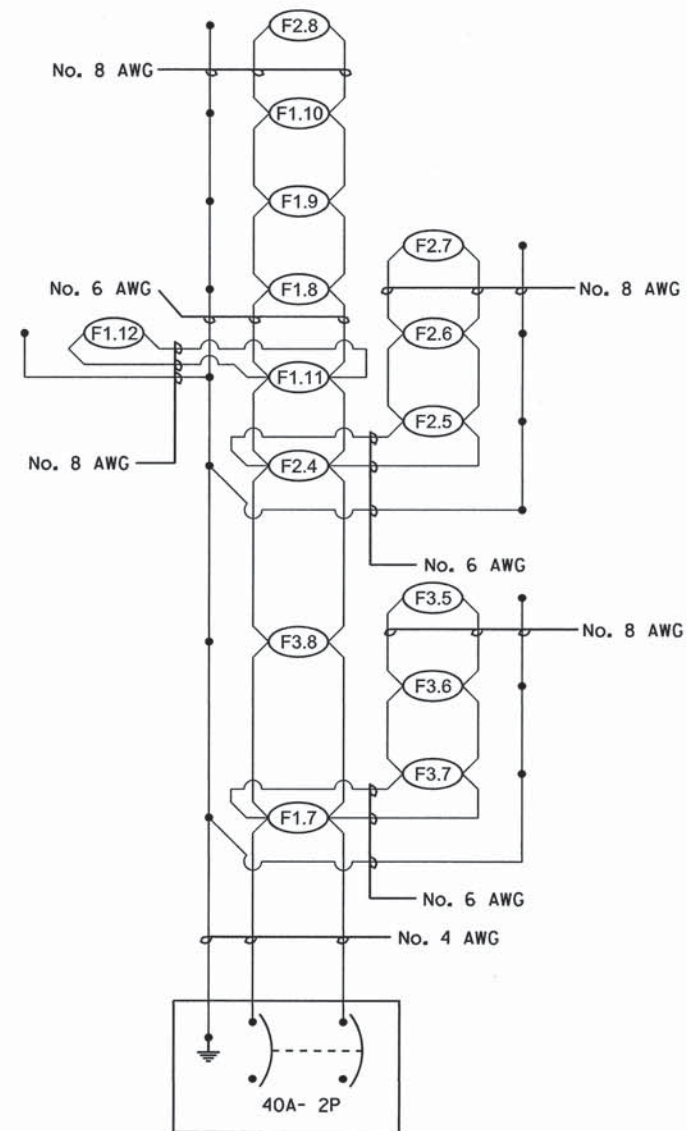 F2.8
No. 8 AWG
F1.10
F1.9
F2.7
F1.8
No. 6 AWG
No. 8 AWG
F1.12
F2.6
F1.11
F2.5
No. 8 AWG
F2.4
No. 6 AWG
F3.5
No. 8 AWG
F3.8
F3.6
F3.7
F1.7
No. 6 AWG
No. 4 AWG
40A- 2P